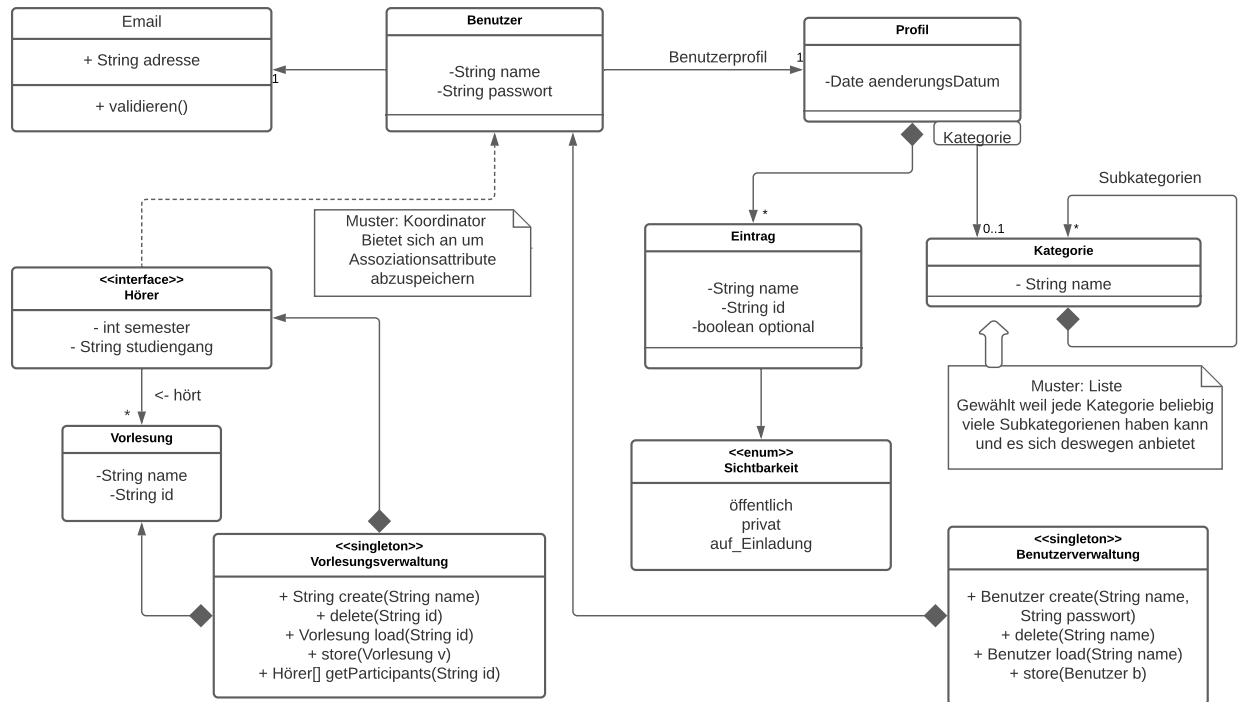 Email
+ String adresse
+ validieren()
1
Benutzer
-String name
-String passwort
Benutzerprofil
1
Profil
-Date aenderungsDatum
Kategorie
Subkategorien
*
0..1
*
Kategorie
- String name
Muster: Koordinator
Bietet sich an um
Assoziationsattribute
abzuspeichern
Eintrag
-String name
-String id
-boolean optional
<<interface>>
Hörer
- int semester
- String studiengang
<- hört
*
Vorlesung
-String name
-String id
Muster: Liste
Gewählt weil jede Kategorie beliebig
viele Subkategorienen haben kann
und es sich deswegen anbietet
<<enum>>
Sichtbarkeit
öffentlich
privat
auf_Einladung
<<singleton>>
Vorlesungsverwaltung
+ String create(String name)
+ delete(String id)
+ Vorlesung load(String id)
+ store(Vorlesung v)
+ Hörer[] getParticipants(String id)
<<singleton>>
Benutzerverwaltung
+ Benutzer create(String name,
String passwort)
+ delete(String name)
+ Benutzer load(String name)
+ store(Benutzer b)